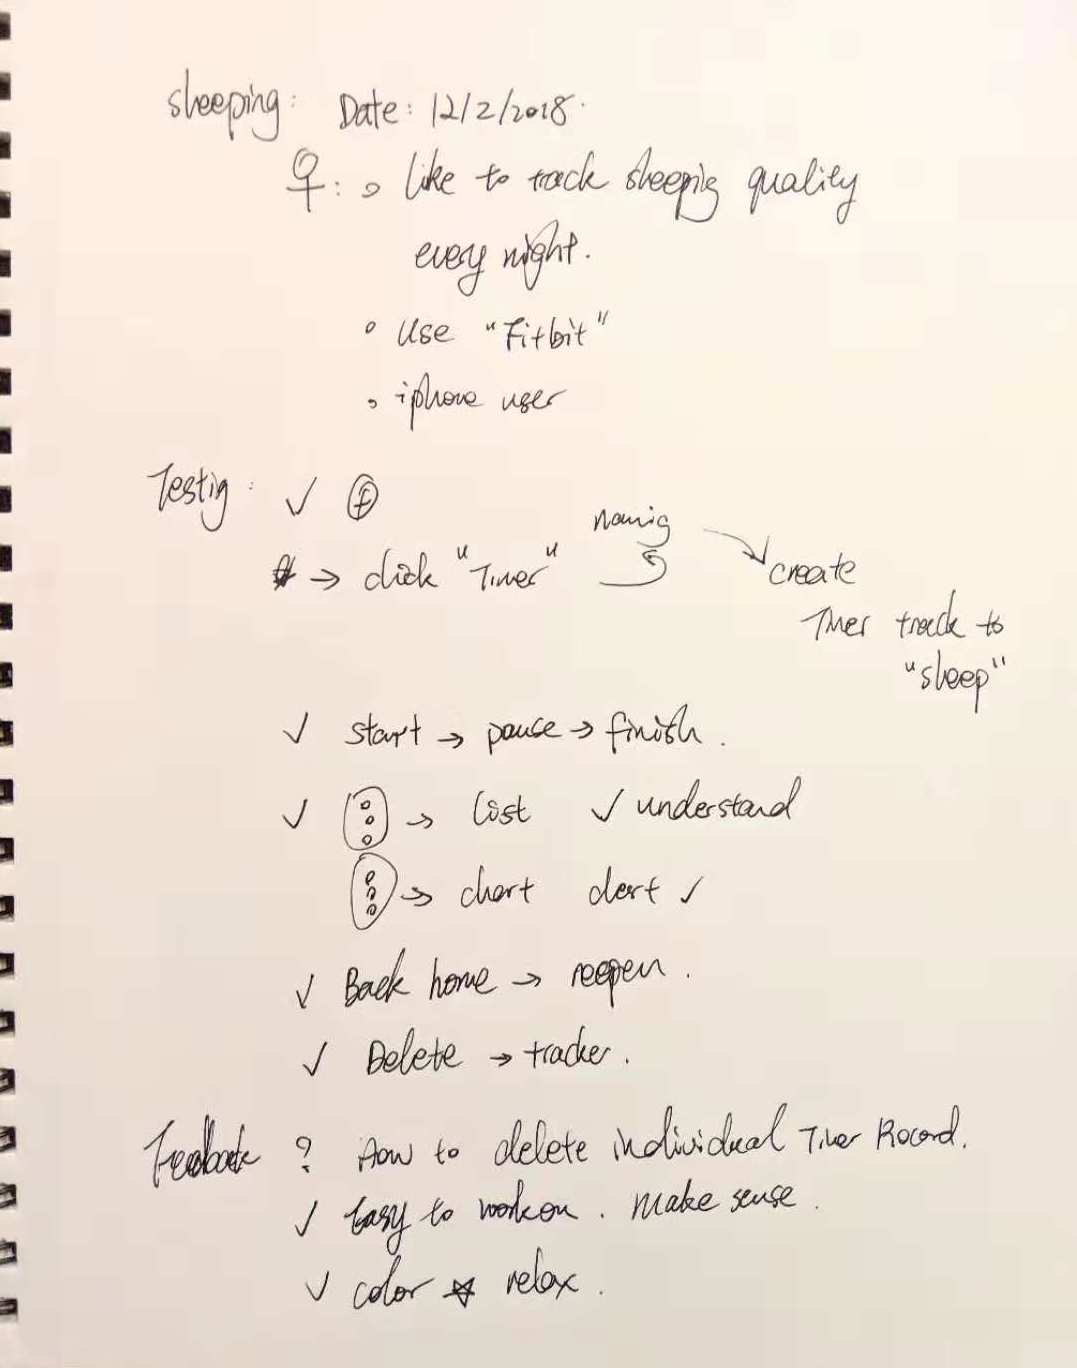 sleeping: Date: 12/2/2018.
♀: ∘ like to track sleeping quality
every night.
∘ Use "Fitbit"
∘ iphone user
Testig: ✓ ⊕
→ click "Timer" naming
create
Timer track to
"sleep"
✓ start → pause → finish.
✓ → list ✓ understand
→ chart ✓
✓ Back home → reopen.
✓ Delete → tracker.
Feedback ? How to delete individual Timer Record.
✓ Easy to work on. make sense.
✓ color ☆ relax.